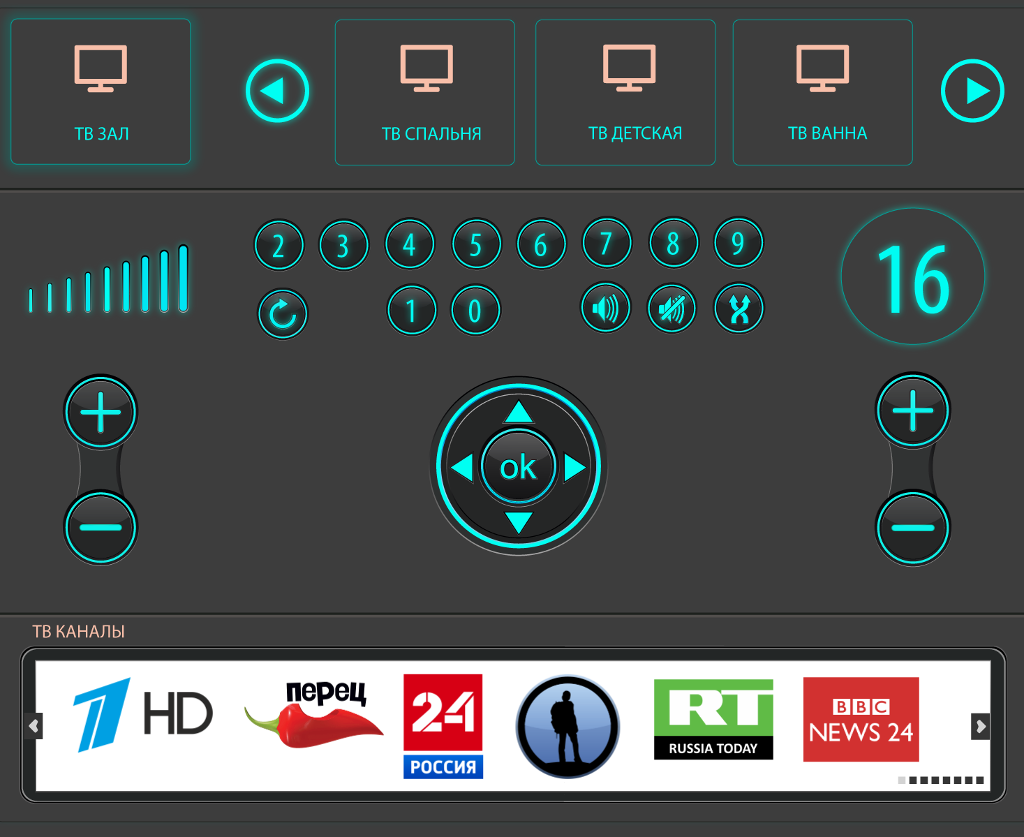 ТВ ЗАЛ
ТВ СПАЛЬНЯ
ТВ ДЕТСКАЯ
ТВ ВАННА
2 3 4 5 6 7 8 9
1 0
16
ok
ТВ КАНАЛЫ
1 HD
перец
24
РОССИЯ
RT
RUSSIA TODAY
BBC
NEWS 24